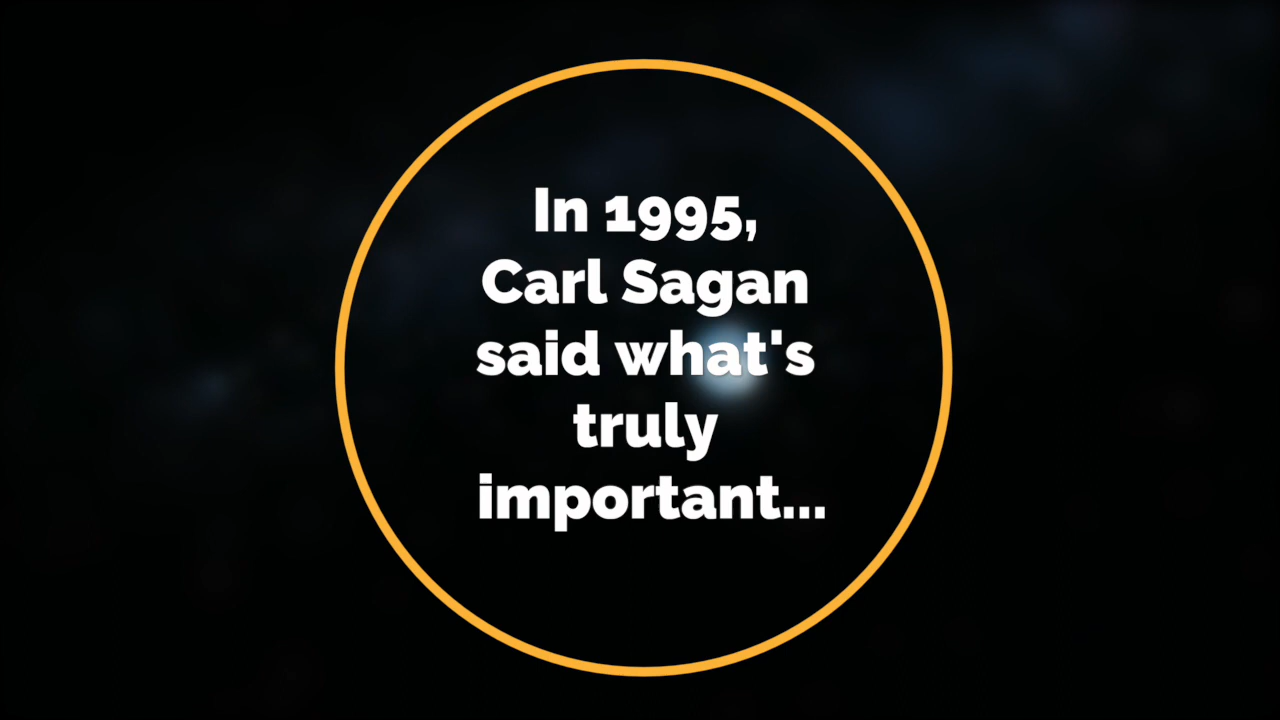 In 1995,
Carl Sagan
said what's
truly
important...